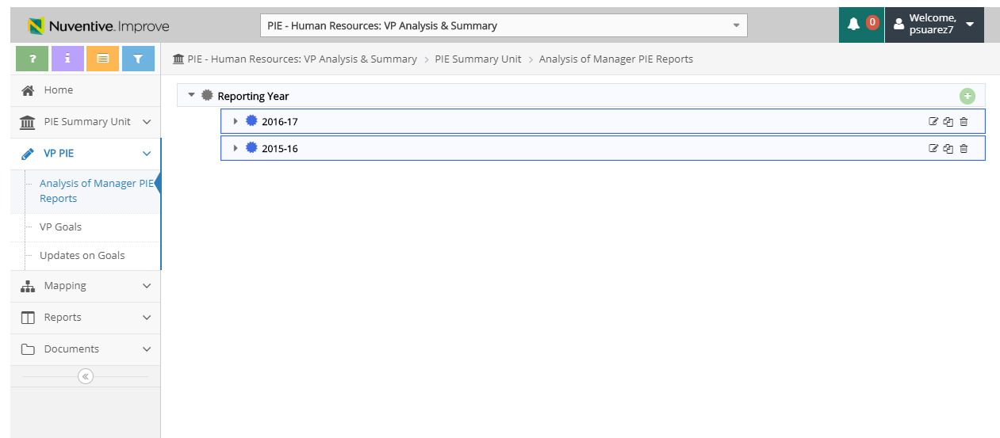 Nuventive. Improve
PIE - Human Resources: VP Analysis & Summary
0
Welcome,
psuarez7
? i
PIE - Human Resources: VP Analysis & Summary > PIE Summary Unit > Analysis of Manager PIE Reports
Home
PIE Summary Unit
VP PIE
Analysis of Manager PIE
Reports
VP Goals
Updates on Goals
Mapping
Reports
Documents
Reporting Year
2016-17
2015-16